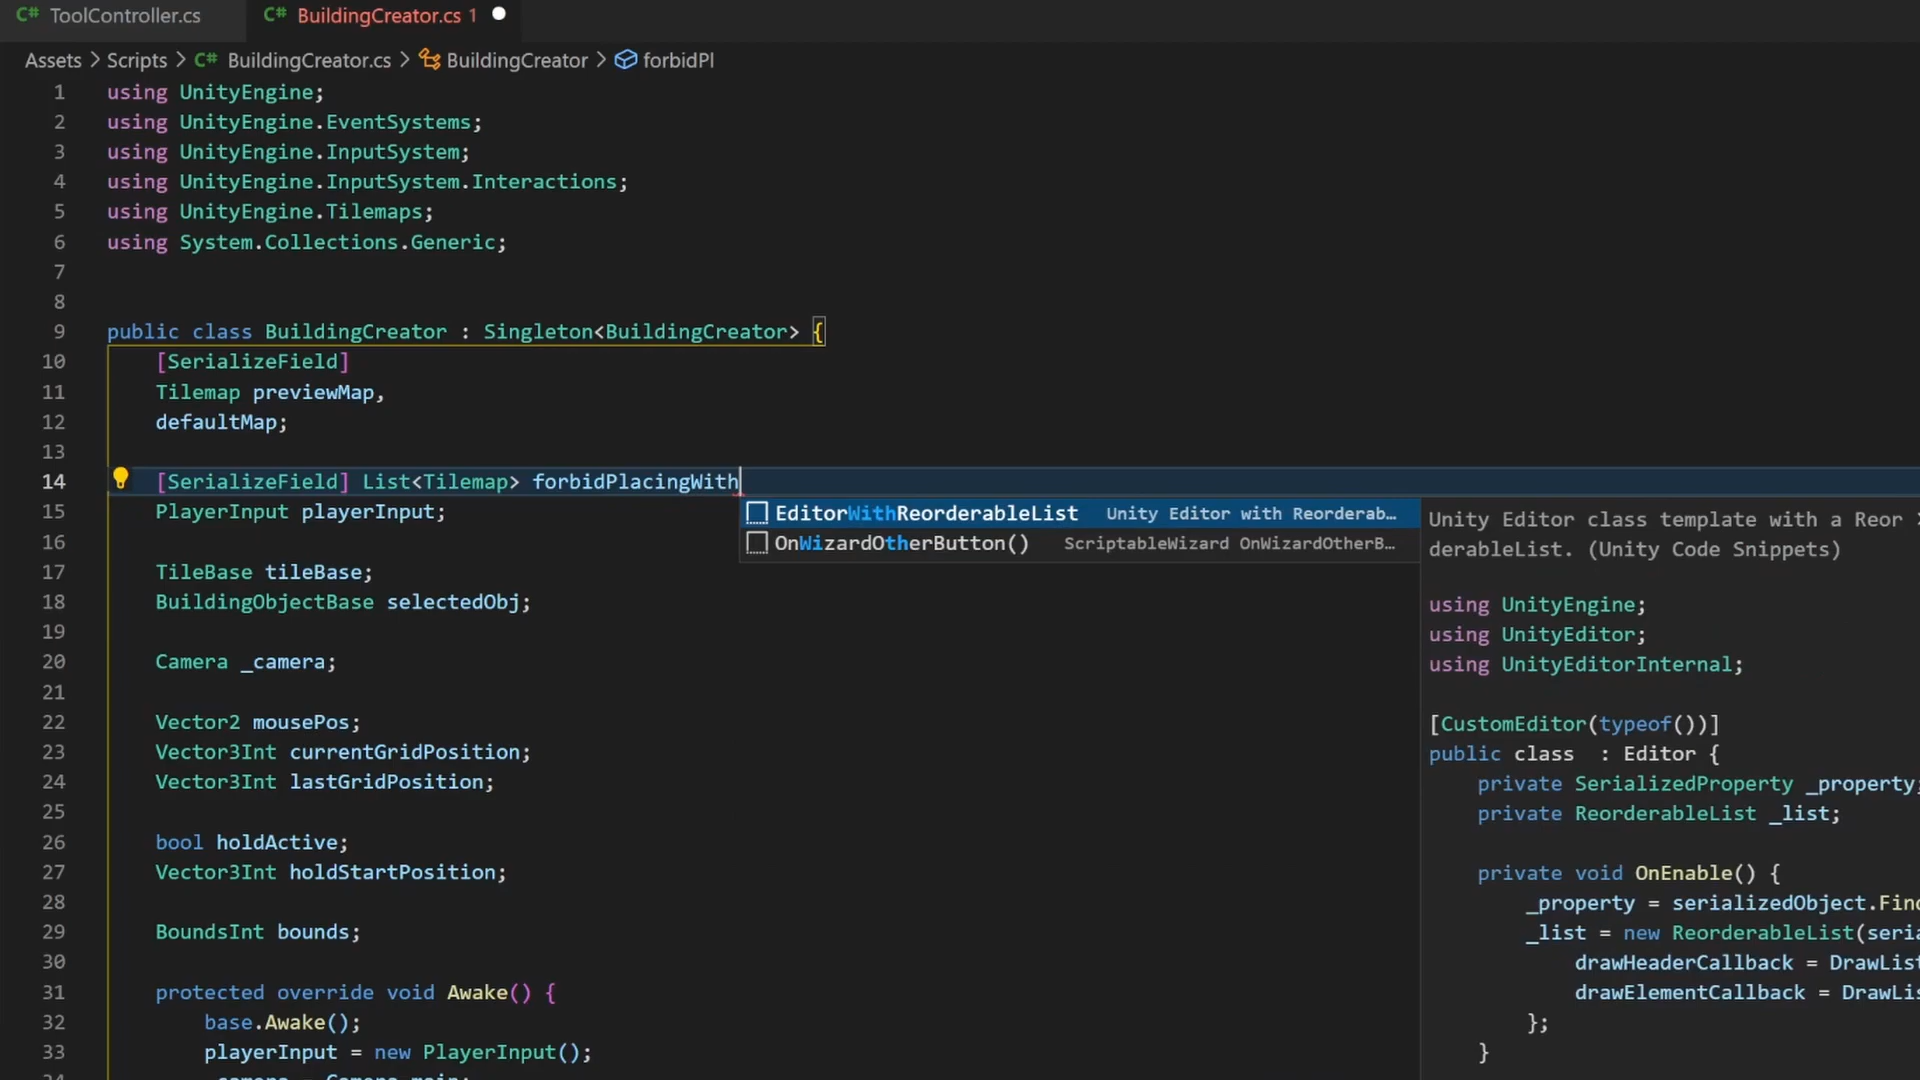 C# ToolController.cs
C# BuildingCreator.cs 1
Assets > Scripts > C# BuildingCreator.cs > BuildingCreator > forbidPl
1 using UnityEngine;
2 using UnityEngine.EventSystems;
3 using UnityEngine.InputSystem;
4 using UnityEngine.InputSystem.Interactions;
5 using UnityEngine.Tilemaps;
6 using System.Collections.Generic;
7
8
9 public class BuildingCreator : Singleton<BuildingCreator> {
10 [SerializeField]
11 Tilemap previewMap,
12 defaultMap;
13
14 [SerializeField] List<Tilemap> forbidPlacingWith
15 PlayerInput playerInput;
16
17 TileBase tileBase;
18 BuildingObjectBase selectedObj;
19
20 Camera _camera;
21
22 Vector2 mousePos;
23 Vector3Int currentGridPosition;
24 Vector3Int lastGridPosition;
25
26 bool holdActive;
27 Vector3Int holdStartPosition;
28
29 BoundsInt bounds;
30
31 protected override void Awake() {
32 base.Awake();
33 playerInput = new PlayerInput();
EditorWithReorderableList Unity Editor with Reorderab…
OnWizardOtherButton() ScriptableWizard OnWizardOtherB…
Unity Editor class template with a Reor
derableList. (Unity Code Snippets)
using UnityEngine;
using UnityEditor;
using UnityEditorInternal;
[CustomEditor(typeof())]
public class : Editor {
private SerializedProperty _property;
private ReorderableList _list;
private void OnEnable() {
_property = serializedObject.Find
_list = new ReorderableList(seria
drawHeaderCallback = DrawList
drawElementCallback = DrawLis
};
}